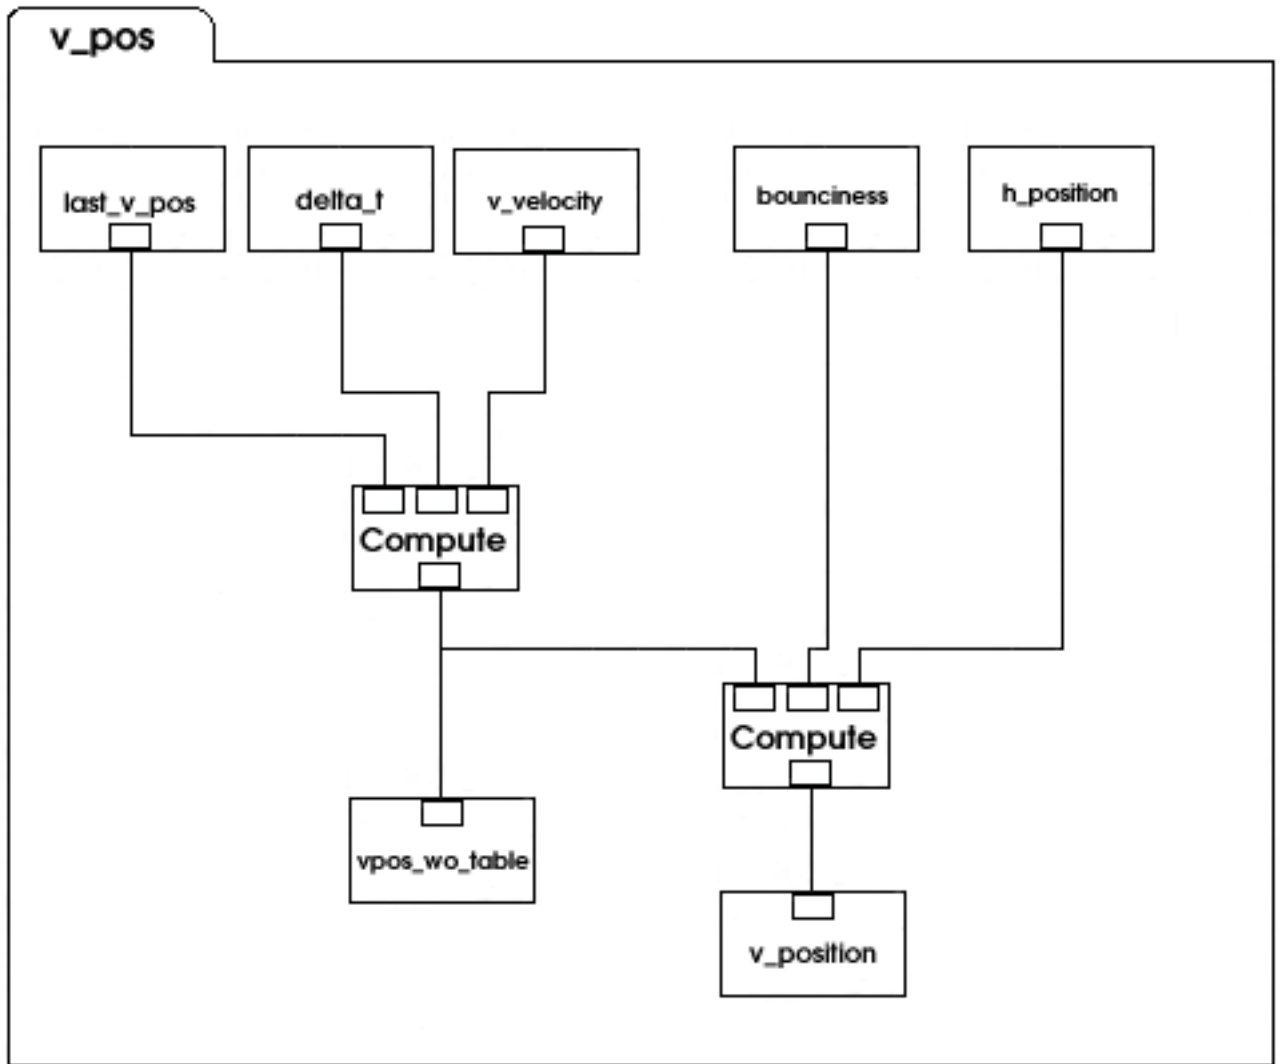 v_pos
last_v_pos
delta_t
v_velocity
bounciness
h_position
Compute
Compute
vpos_wo_table
v_position